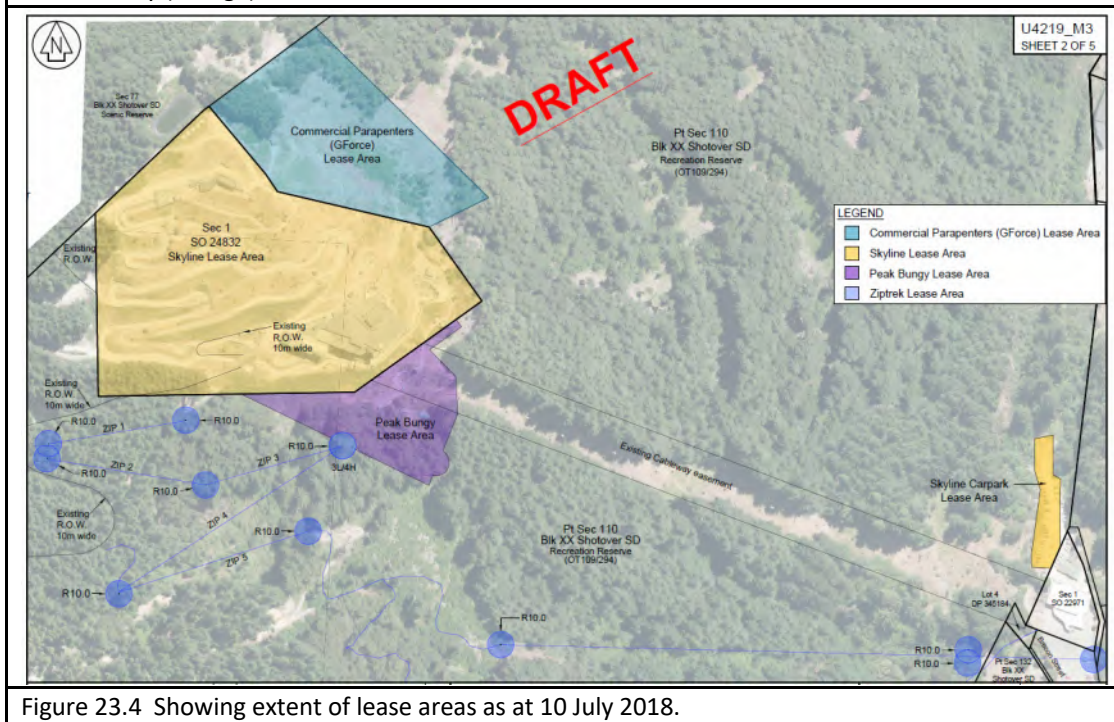 U4219_M3
SHEET 2 OF 5
N
DRAFT
Sec 77
Blk XX Shotover SD
Scenic Reserve
Commercial Parapenters
(GForce)
Lease Area
Pt Sec 110
Blk XX Shotover SD
Recreation Reserve
(OT109/294)
LEGEND
Commercial Parapenters (GForce) Lease Area
Skyline Lease Area
Peak Bungy Lease Area
Ziptrek Lease Area
Sec 1
SO 24832
Skyline Lease Area
Existing
R.O.W.
Existing
R.O.W.
10m wide
Existing
R.O.W.
10m wide
R10.0
ZIP 1
R10.0
Peak Bungy
Lease Area
R10.0
3L/4H
R10.0
ZIP 2
ZIP 3
R10.0
Existing Cableway easement
Skyline Carpark
Lease Area
Existing
R.O.W.
10m wide
ZIP 4
R10.0
ZIP 5
R10.0
Pt Sec 110
Blk XX Shotover SD
Recreation Reserve
(OT109/294)
R10.0
Lot 4
DP 345184
Sec 1
SO 22971
R10.0
R10.0
Pt Sec 132
Blk XX
Shotover SD
Brecon Street
Figure 23.4 Showing extent of lease areas as at 10 July 2018.